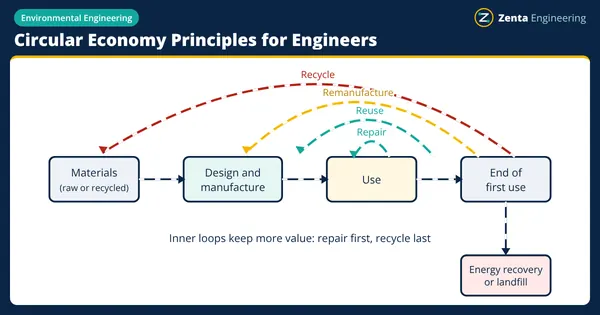 Environmental Engineering
Zenta Engineering
Circular Economy Principles for Engineers
Recycle
Remanufacture
Reuse
Repair
Materials
(raw or recycled)
Design and
manufacture
Use
End of
first use
Inner loops keep more value: repair first, recycle last
Energy recovery
or landfill